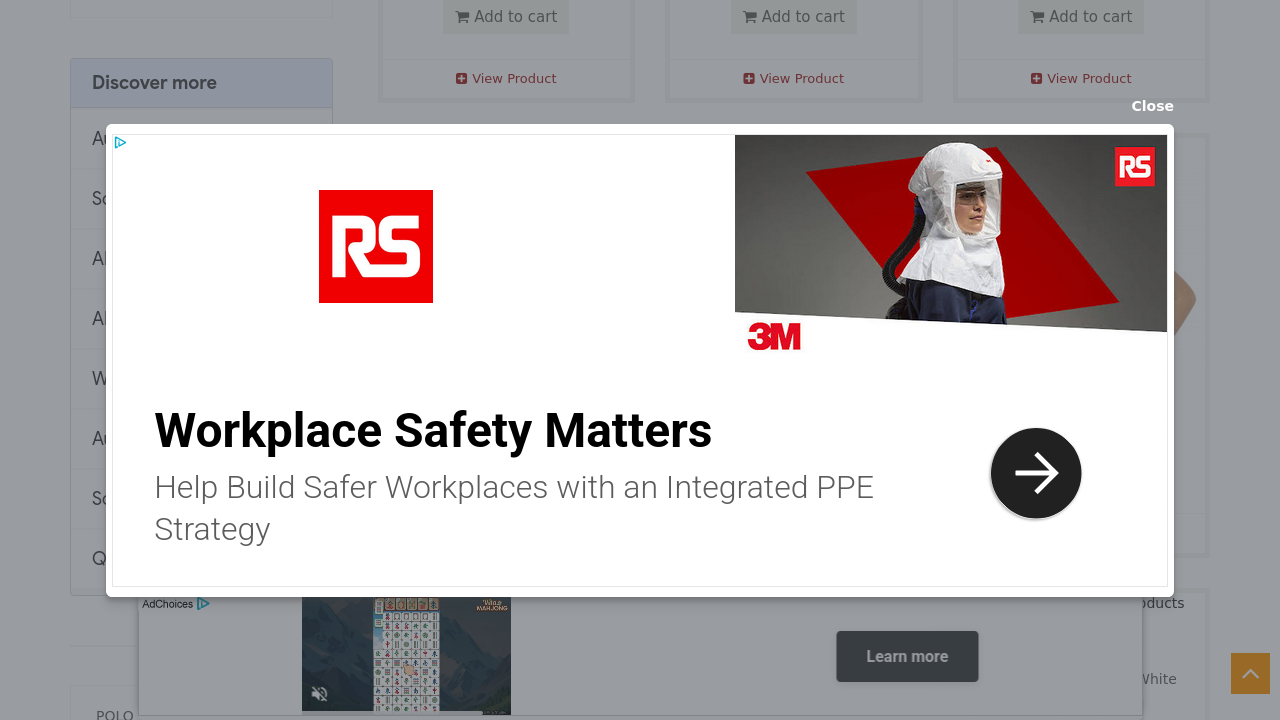 Add to cart
Add to cart
Add to cart
View Product
View Product
View Product
Discover more
Close
RS
RS
3M
Workplace Safety Matters
Help Build Safer Workplaces with an Integrated PPE
Strategy
AdChoices
Vita
MAHJONG
Learn more
White
POLO